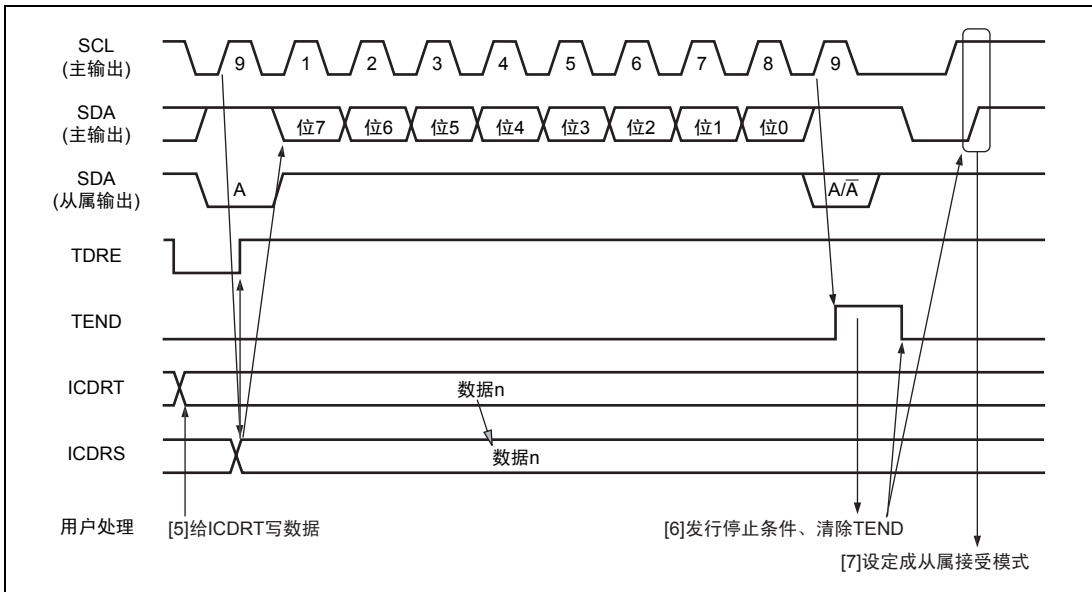 SCL
(主输出)
9 1 2 3 4 5 6 7 8 9
SDA
(主输出)
位7 位6 位5 位4 位3 位2 位1 位0
SDA
(从属输出)
A A/A̅
TDRE
TEND
ICDRT
数据n
ICDRS
数据n
用户处理 [5]给ICDRT写数据 [6]发行停止条件、清除TEND
[7]设定成从属接受模式